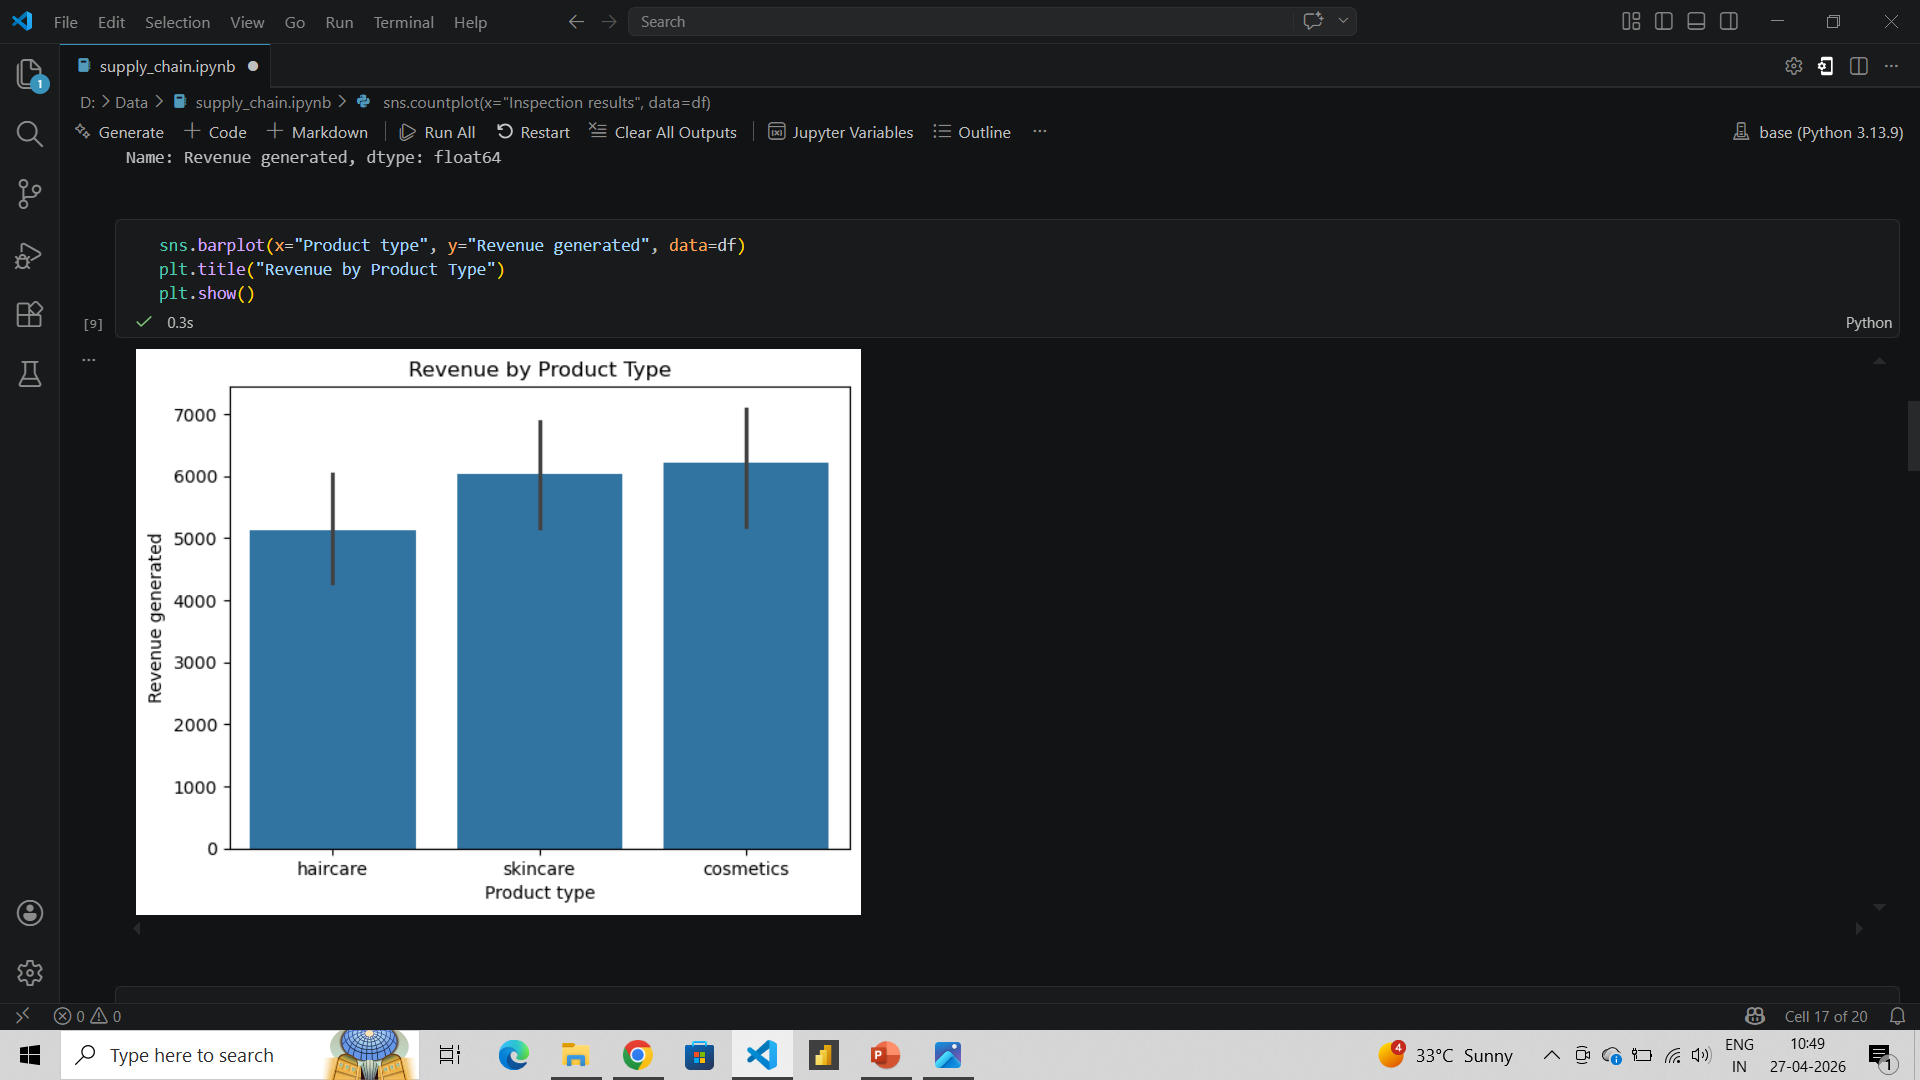 File Edit Selection View Go Run Terminal Help
Search
1
supply_chain.ipynb
D: > Data > supply_chain.ipynb > sns.countplot(x="Inspection results", data=df)
Generate + Code + Markdown Run All Restart Clear All Outputs Jupyter Variables Outline ...
base (Python 3.13.9)
Name: Revenue generated, dtype: float64
sns.barplot(x="Product type", y="Revenue generated", data=df)
plt.title("Revenue by Product Type")
plt.show()
[9] 0.3s
Python
...
Revenue by Product Type
7000
6000
5000
4000
3000
2000
1000
0
Revenue generated
haircare skincare cosmetics
Product type
0 0
Cell 17 of 20
Type here to search
P
4
33°C Sunny
ENG
IN
10:49
27-04-2026
1